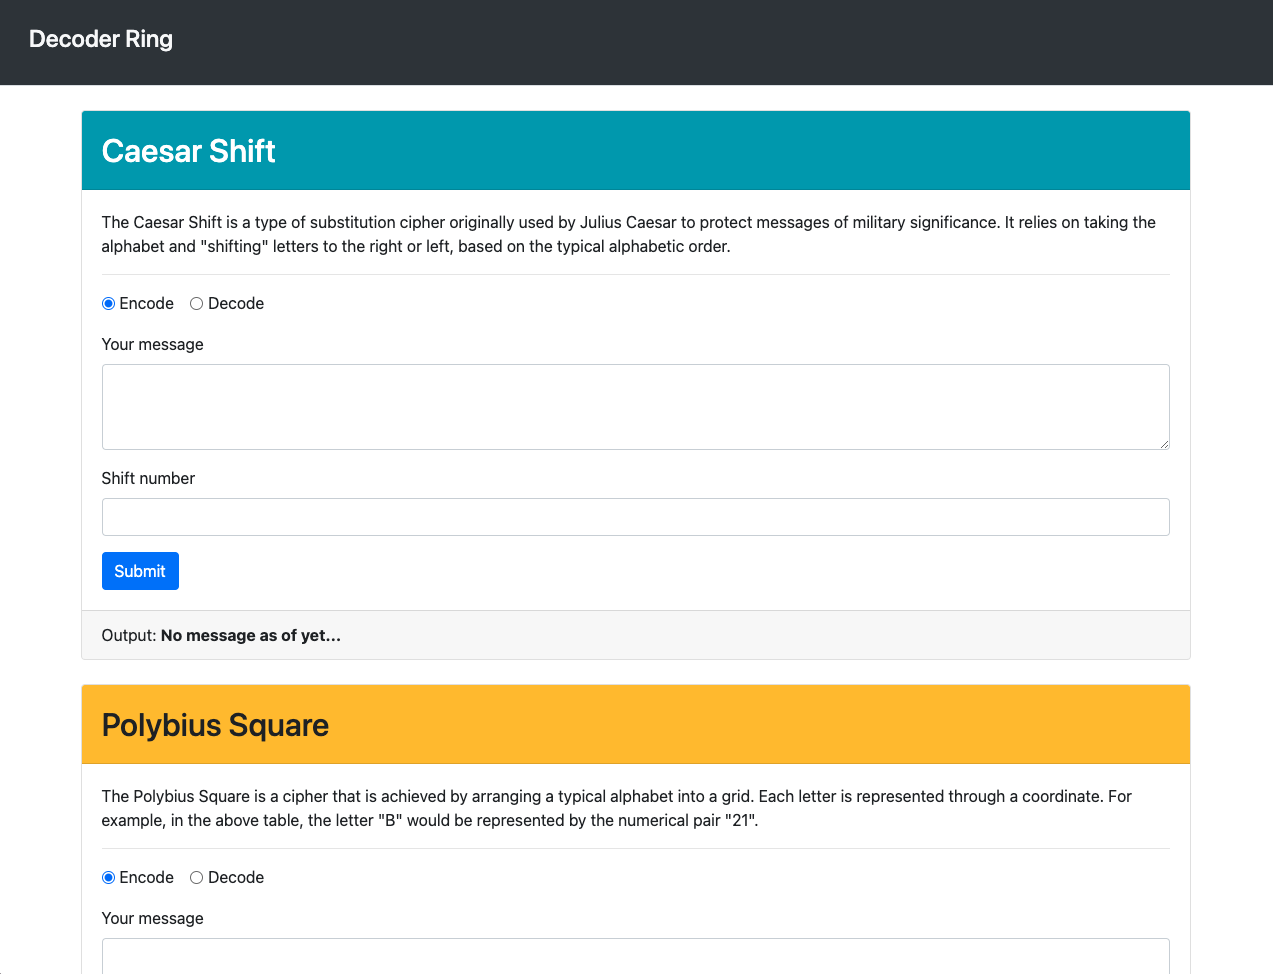 Decoder Ring
Caesar Shift
The Caesar Shift is a type of substitution cipher originally used by Julius Caesar to protect messages of military significance. It relies on taking the
alphabet and "shifting" letters to the right or left, based on the typical alphabetic order.
Encode Decode
Your message
Shift number
Submit
Output: No message as of yet...
Polybius Square
The Polybius Square is a cipher that is achieved by arranging a typical alphabet into a grid. Each letter is represented through a coordinate. For
example, in the above table, the letter "B" would be represented by the numerical pair "21".
Encode Decode
Your message